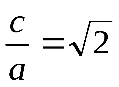 c/a = √2